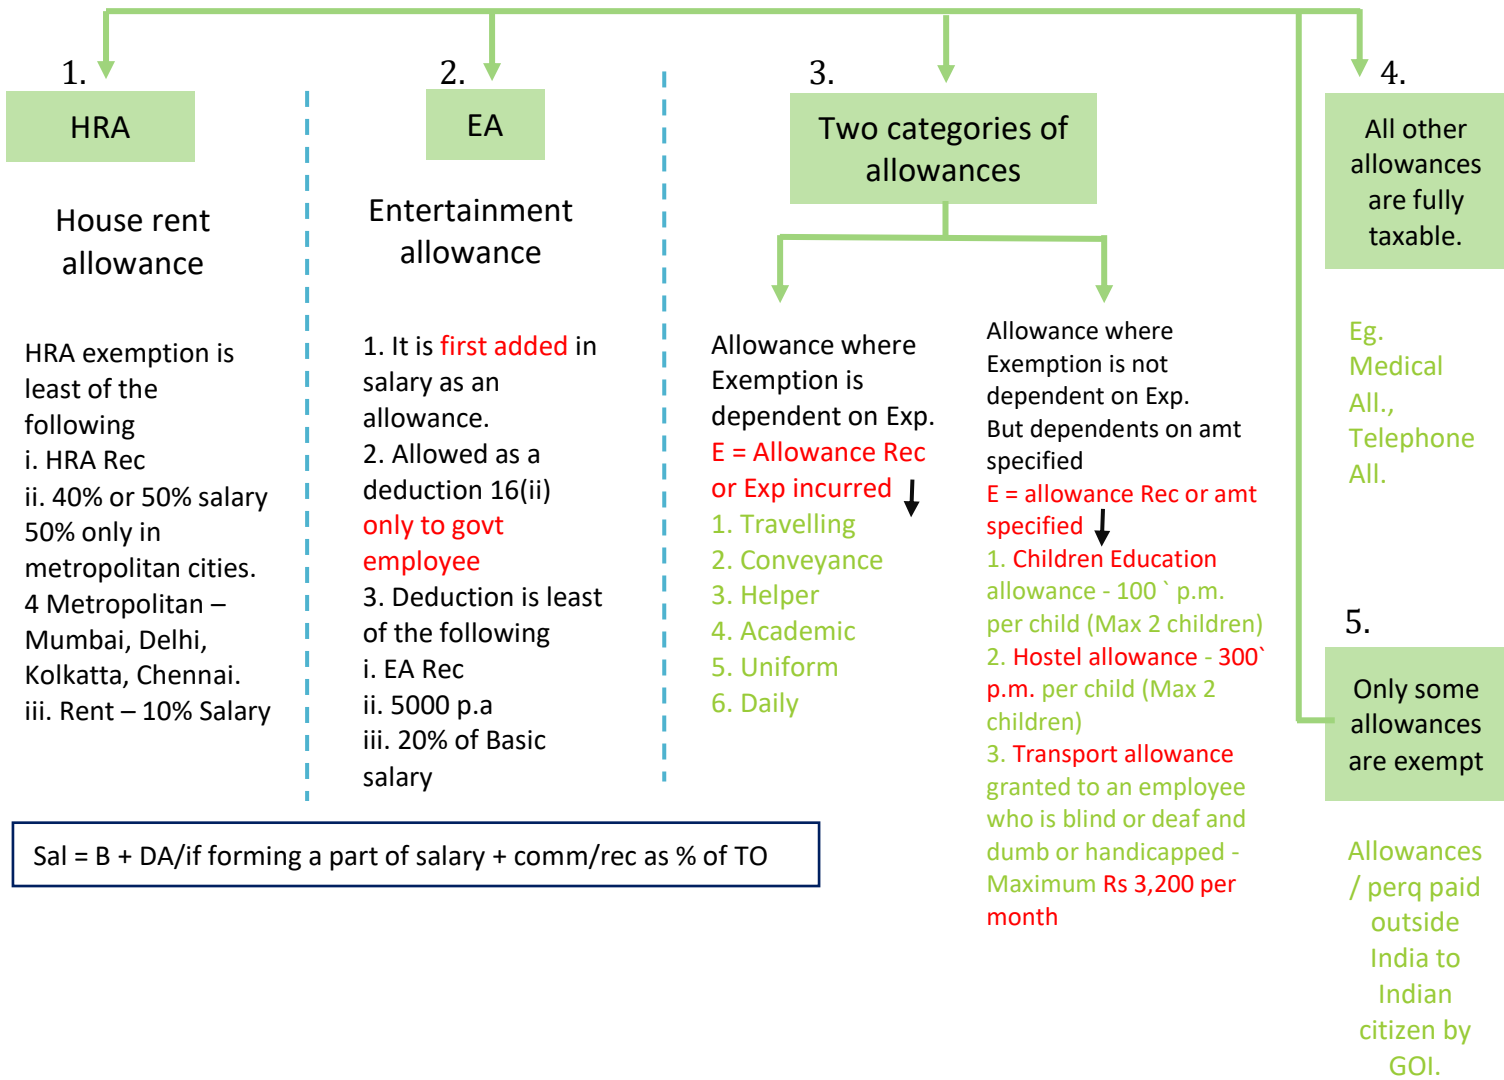 1.
HRA
House rent
allowance
HRA exemption is
least of the
following
i. HRA Rec
ii. 40% or 50% salary
50% only in
metropolitan cities.
4 Metropolitan –
Mumbai, Delhi,
Kolkatta, Chennai.
iii. Rent – 10% Salary
2.
EA
Entertainment
allowance
1. It is first added in
salary as an
allowance.
2. Allowed as a
deduction 16(ii)
only to govt
employee
3. Deduction is least
of the following
i. EA Rec
ii. 5000 p.a
iii. 20% of Basic
salary
3.
Two categories of
allowances
Allowance where
Exemption is
dependent on Exp.
E = Allowance Rec
or Exp incurred
1. Travelling
2. Conveyance
3. Helper
4. Academic
5. Uniform
6. Daily
Allowance where
Exemption is not
dependent on Exp.
But dependents on amt
specified
E = allowance Rec or amt
specified
1. Children Education
allowance - 100 ` p.m.
per child (Max 2 children)
2. Hostel allowance - 300`
p.m. per child (Max 2
children)
3. Transport allowance
granted to an employee
who is blind or deaf and
dumb or handicapped -
Maximum Rs 3,200 per
month
4.
All other
allowances
are fully
taxable.
Eg.
Medical
All.,
Telephone
All.
5.
Only some
allowances
are exempt
Allowances
/ perq paid
outside
India to
Indian
citizen by
GOI.
Sal = B + DA/if forming a part of salary + comm/rec as % of TO